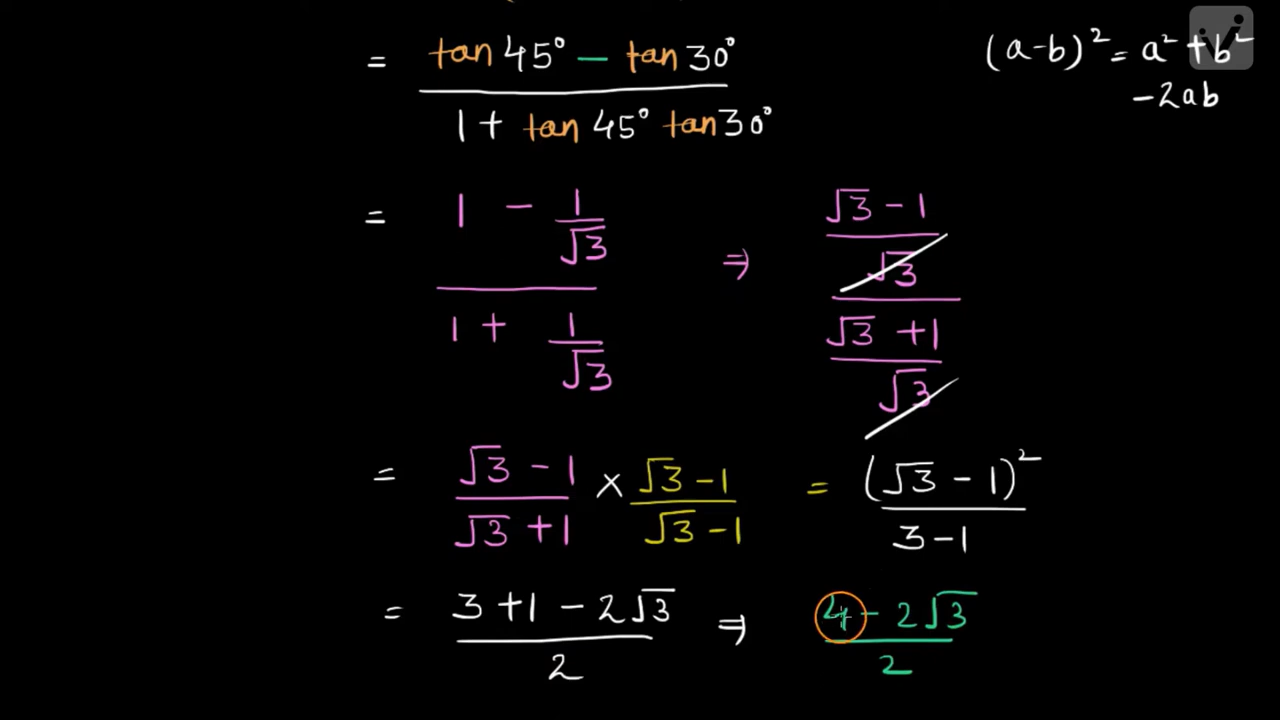 = tan 45° − tan 30°
1 + tan 45° tan 30°
(a-b)² = a² + b²
− 2ab
= 1 − 1/√3
1 + 1/√3
⇒ √3 − 1
√3
√3 + 1
√3
= √3 − 1 / √3 + 1 × √3 − 1 / √3 − 1 = (√3 − 1)² / 3 − 1
= 3 + 1 − 2√3 / 2 ⇒ 4 − 2√3 / 2